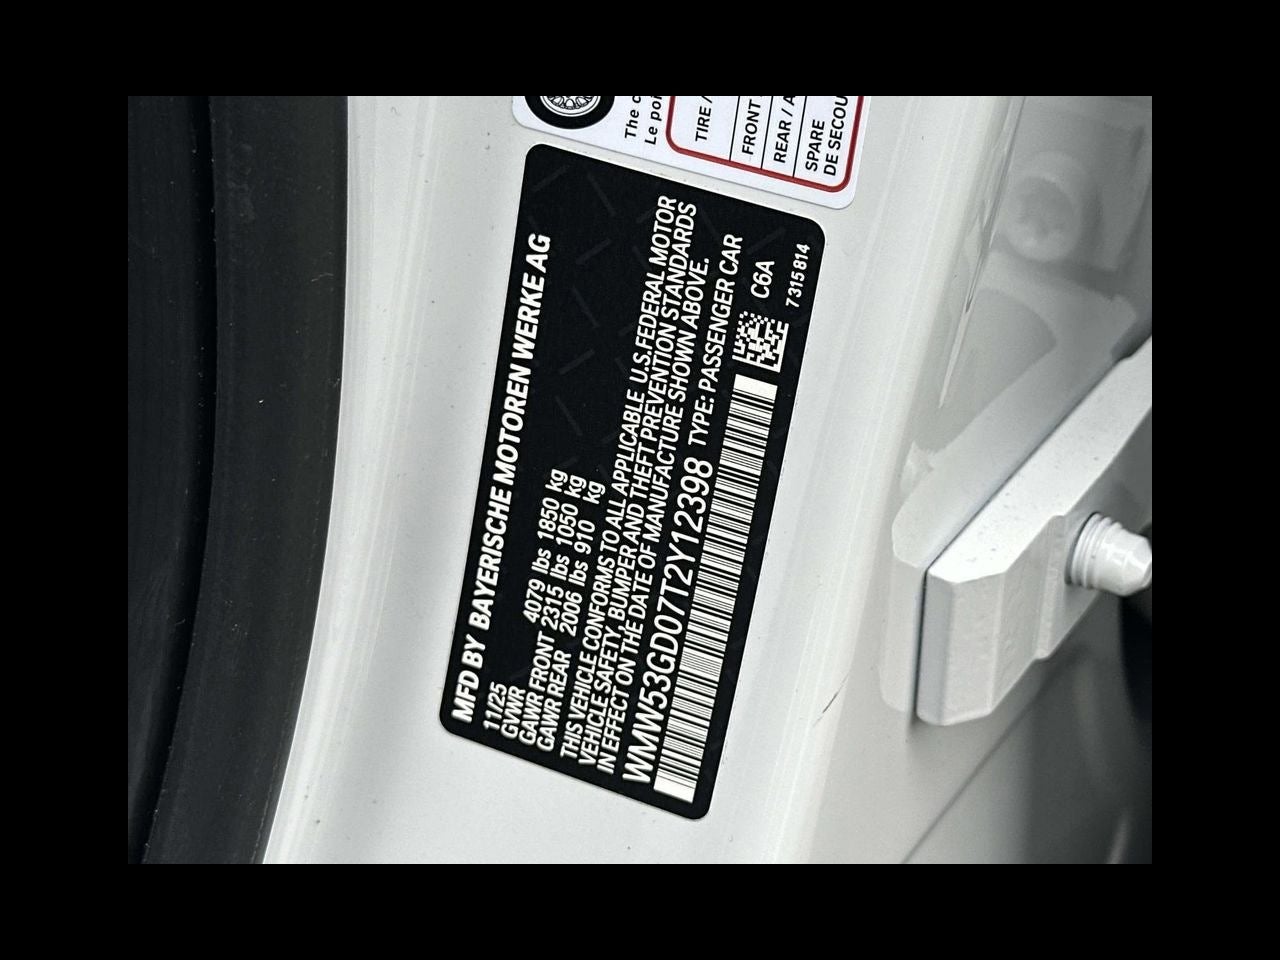 The
Le
TIRE /
FRONT
REAR /
SPARE
DE SECOU
MFD BY BAYERISCHE MOTOREN WERKE AG
11/25
GVWR 4079 lbs 1850 kg
GAWR FRONT 2315 lbs 1050 kg
GAWR REAR 2006 lbs 910 kg
THIS VEHICLE CONFORMS TO ALL APPLICABLE U.S.FEDERAL MOTOR
VEHICLE SAFETY, BUMPER AND THEFT PREVENTION STANDARDS
IN EFFECT ON THE DATE OF MANUFACTURE SHOWN ABOVE.
WMW53GD07T2Y12398 TYPE: PASSENGER CAR
C6A
7 315 814